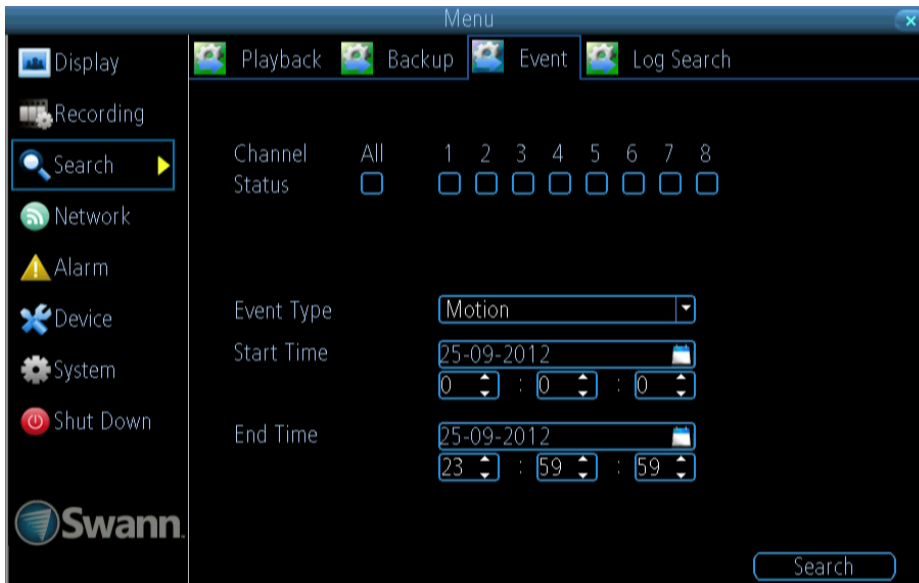 Menu
Display
Recording
Search
Network
Alarm
Device
System
Shut Down
Swann.
Playback Backup Event Log Search
Channel All 1 2 3 4 5 6 7 8
Status
Event Type Motion
Start Time 25-09-2012
0 : 0 : 0
End Time 25-09-2012
23 : 59 : 59
Search